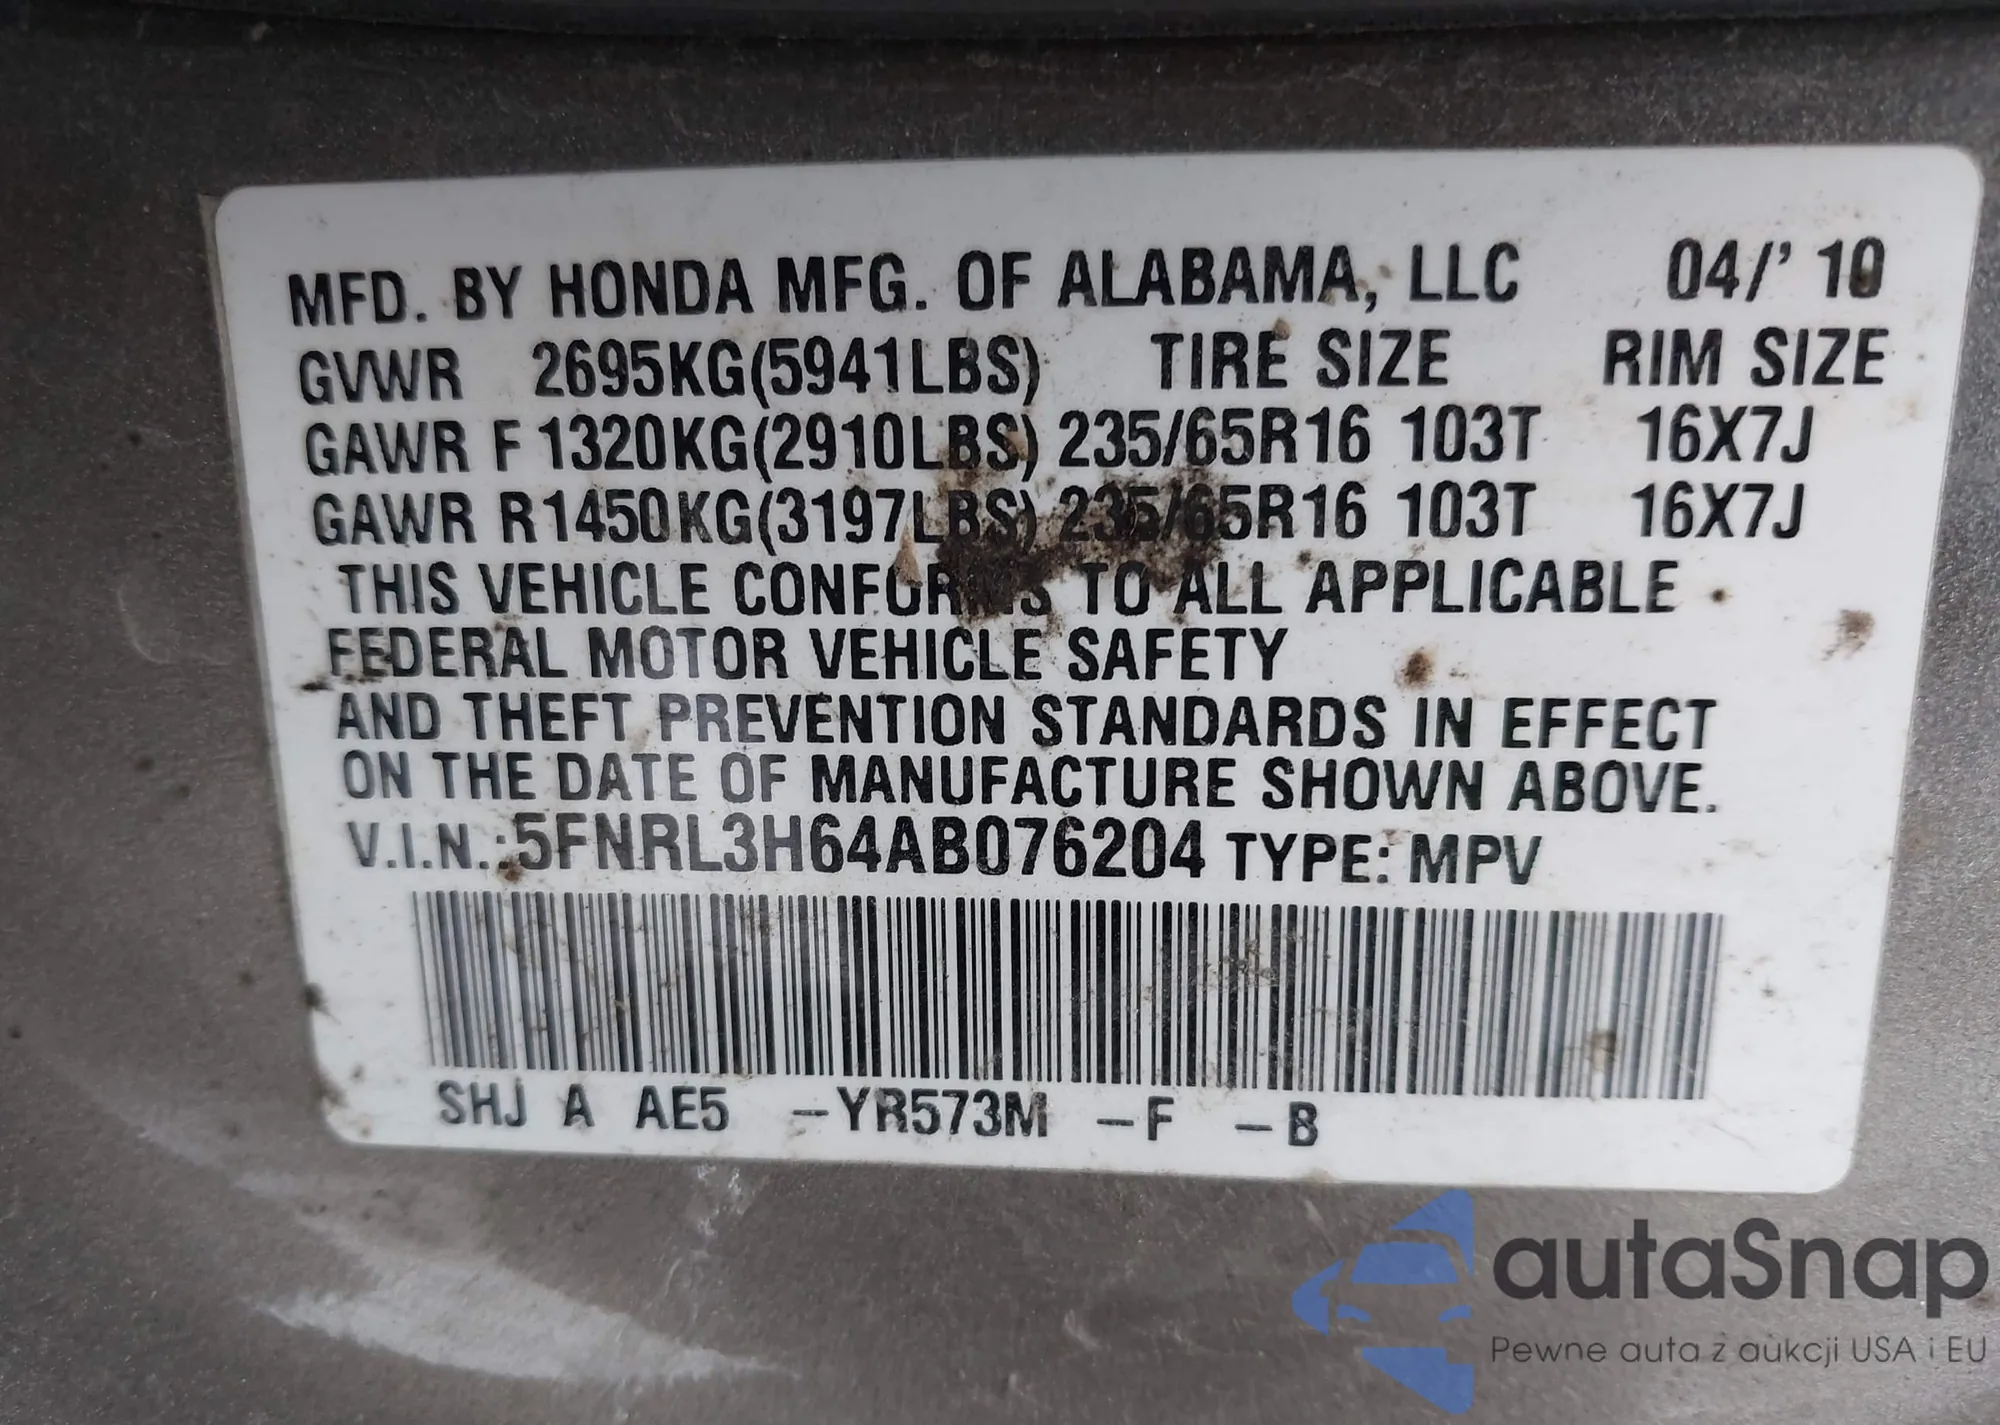 MFD. BY HONDA MFG. OF ALABAMA, LLC 04/' 10
GVWR 2695KG(5941LBS) TIRE SIZE RIM SIZE
GAWR F 1320KG(2910LBS) 235/65R16 103T 16X7J
GAWR R 1450KG(3197LBS) 235/65R16 103T 16X7J
THIS VEHICLE CONFORMS TO ALL APPLICABLE
FEDERAL MOTOR VEHICLE SAFETY
AND THEFT PREVENTION STANDARDS IN EFFECT
ON THE DATE OF MANUFACTURE SHOWN ABOVE.
V.I.N.: 5FNRL3H64AB076204 TYPE: MPV
SHJ A AE5 -YR573M -F -B
autaSnap
Pewne auta z aukcji USA i EU